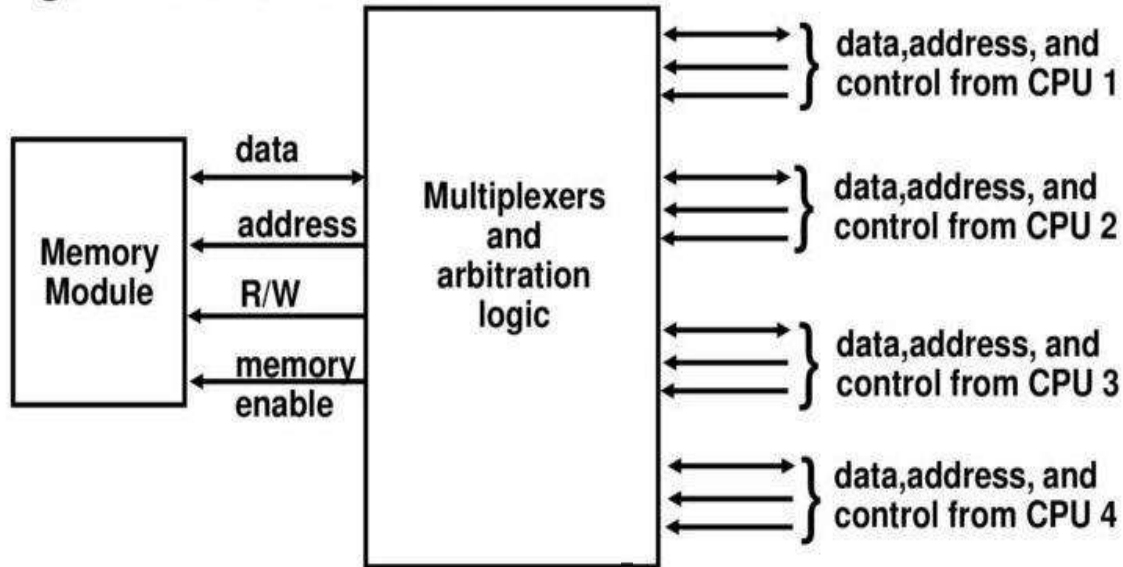 data
address
R/W
memory
enable
Memory
Module
Multiplexers
and
arbitration
logic
data,address, and
control from CPU 1
data,address, and
control from CPU 2
data,address, and
control from CPU 3
data,address, and
control from CPU 4